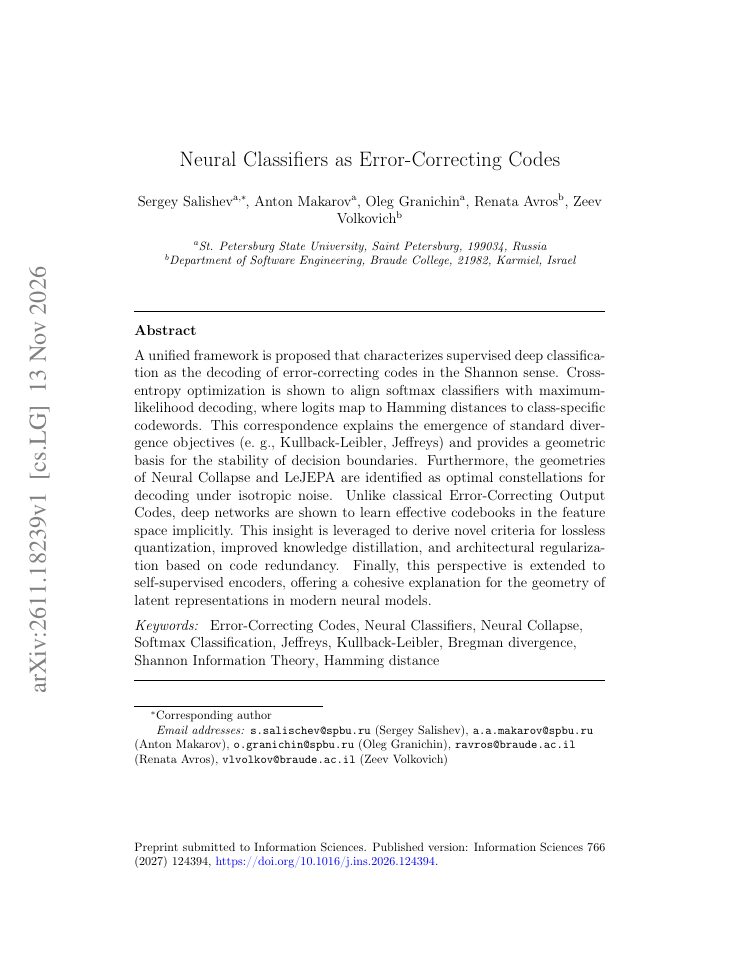 Neural Classifiers as Error-Correcting Codes
Sergey Salishevᵃ,*, Anton Makarovᵃ, Oleg Granichinᵃ, Renata Avrosᵇ, Zeev
Volkovichᵇ
ᵃSt. Petersburg State University, Saint Petersburg, 199034, Russia
ᵇDepartment of Software Engineering, Braude College, 21982, Karmiel, Israel
Abstract
A unified framework is proposed that characterizes supervised deep classifica-
tion as the decoding of error-correcting codes in the Shannon sense. Cross-
entropy optimization is shown to align softmax classifiers with maximum-
likelihood decoding, where logits map to Hamming distances to class-specific
codewords. This correspondence explains the emergence of standard diver-
gence objectives (e. g., Kullback-Leibler, Jeffreys) and provides a geometric
basis for the stability of decision boundaries. Furthermore, the geometries
of Neural Collapse and LeJEPA are identified as optimal constellations for
decoding under isotropic noise. Unlike classical Error-Correcting Output
Codes, deep networks are shown to learn effective codebooks in the feature
space implicitly. This insight is leveraged to derive novel criteria for lossless
quantization, improved knowledge distillation, and architectural regulariza-
tion based on code redundancy. Finally, this perspective is extended to
self-supervised encoders, offering a cohesive explanation for the geometry of
latent representations in modern neural models.
Keywords: Error-Correcting Codes, Neural Classifiers, Neural Collapse,
Softmax Classification, Jeffreys, Kullback-Leibler, Bregman divergence,
Shannon Information Theory, Hamming distance
*Corresponding author
Email addresses: s.salischev@spbu.ru (Sergey Salishev), a.a.makarov@spbu.ru
(Anton Makarov), o.granichin@spbu.ru (Oleg Granichin), ravros@braude.ac.il
(Renata Avros), vlvolkov@braude.ac.il (Zeev Volkovich)
Preprint submitted to Information Sciences. Published version: Information Sciences 766
(2027) 124394, https://doi.org/10.1016/j.ins.2026.124394.
arXiv:2611.18239v1 [cs.LG] 13 Nov 2026